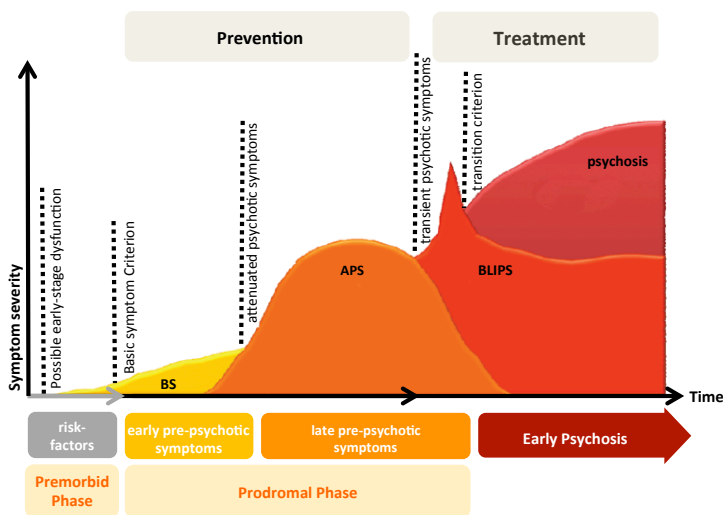 Prevention
Treatment
Symptom severity
Possible early-stage dysfunction
Basic symptom Criterion
attenuated psychotic symptoms
transient psychotic symptoms
transition criterion
psychosis
APS
BLIPS
BS
Time
risk-
factors
early pre-psychotic
symptoms
late pre-psychotic
symptoms
Early Psychosis
Premorbid
Phase
Prodromal Phase